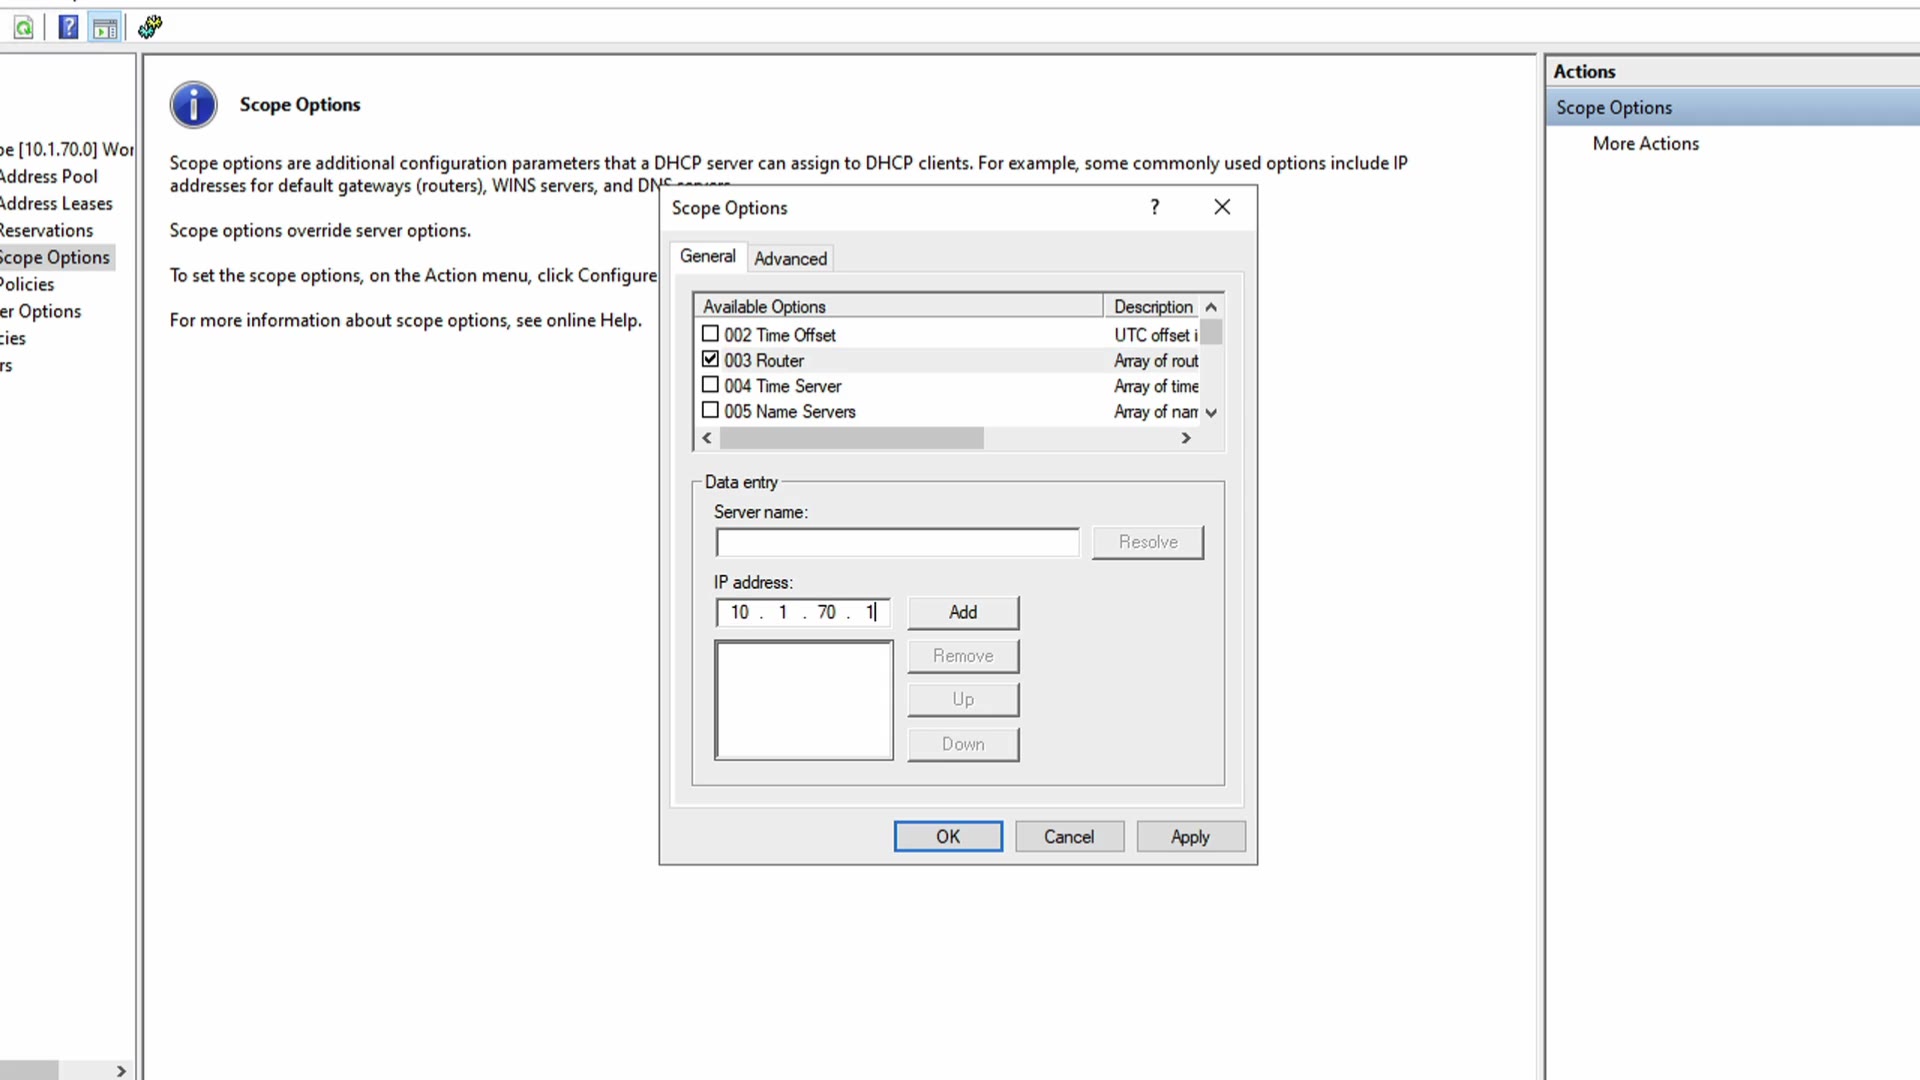 Actions
Scope Options
More Actions
Scope Options
Scope options are additional configuration parameters that a DHCP server can assign to DHCP clients. For example, some commonly used options include IP
addresses for default gateways (routers), WINS servers, and DNS servers.
Scope options override server options.
To set the scope options, on the Action menu, click Configure
For more information about scope options, see online Help.
pe [10.1.70.0] Wor
Address Pool
Address Leases
Reservations
Scope Options
Policies
er Options
cies
rs
Scope Options
?
General
Advanced
Available Options Description
002 Time Offset UTC offset i
003 Router Array of rout
004 Time Server Array of time
005 Name Servers Array of nam
Data entry
Server name:
Resolve
IP address:
10 . 1 . 70 . 1 Add
Remove
Up
Down
OK Cancel Apply